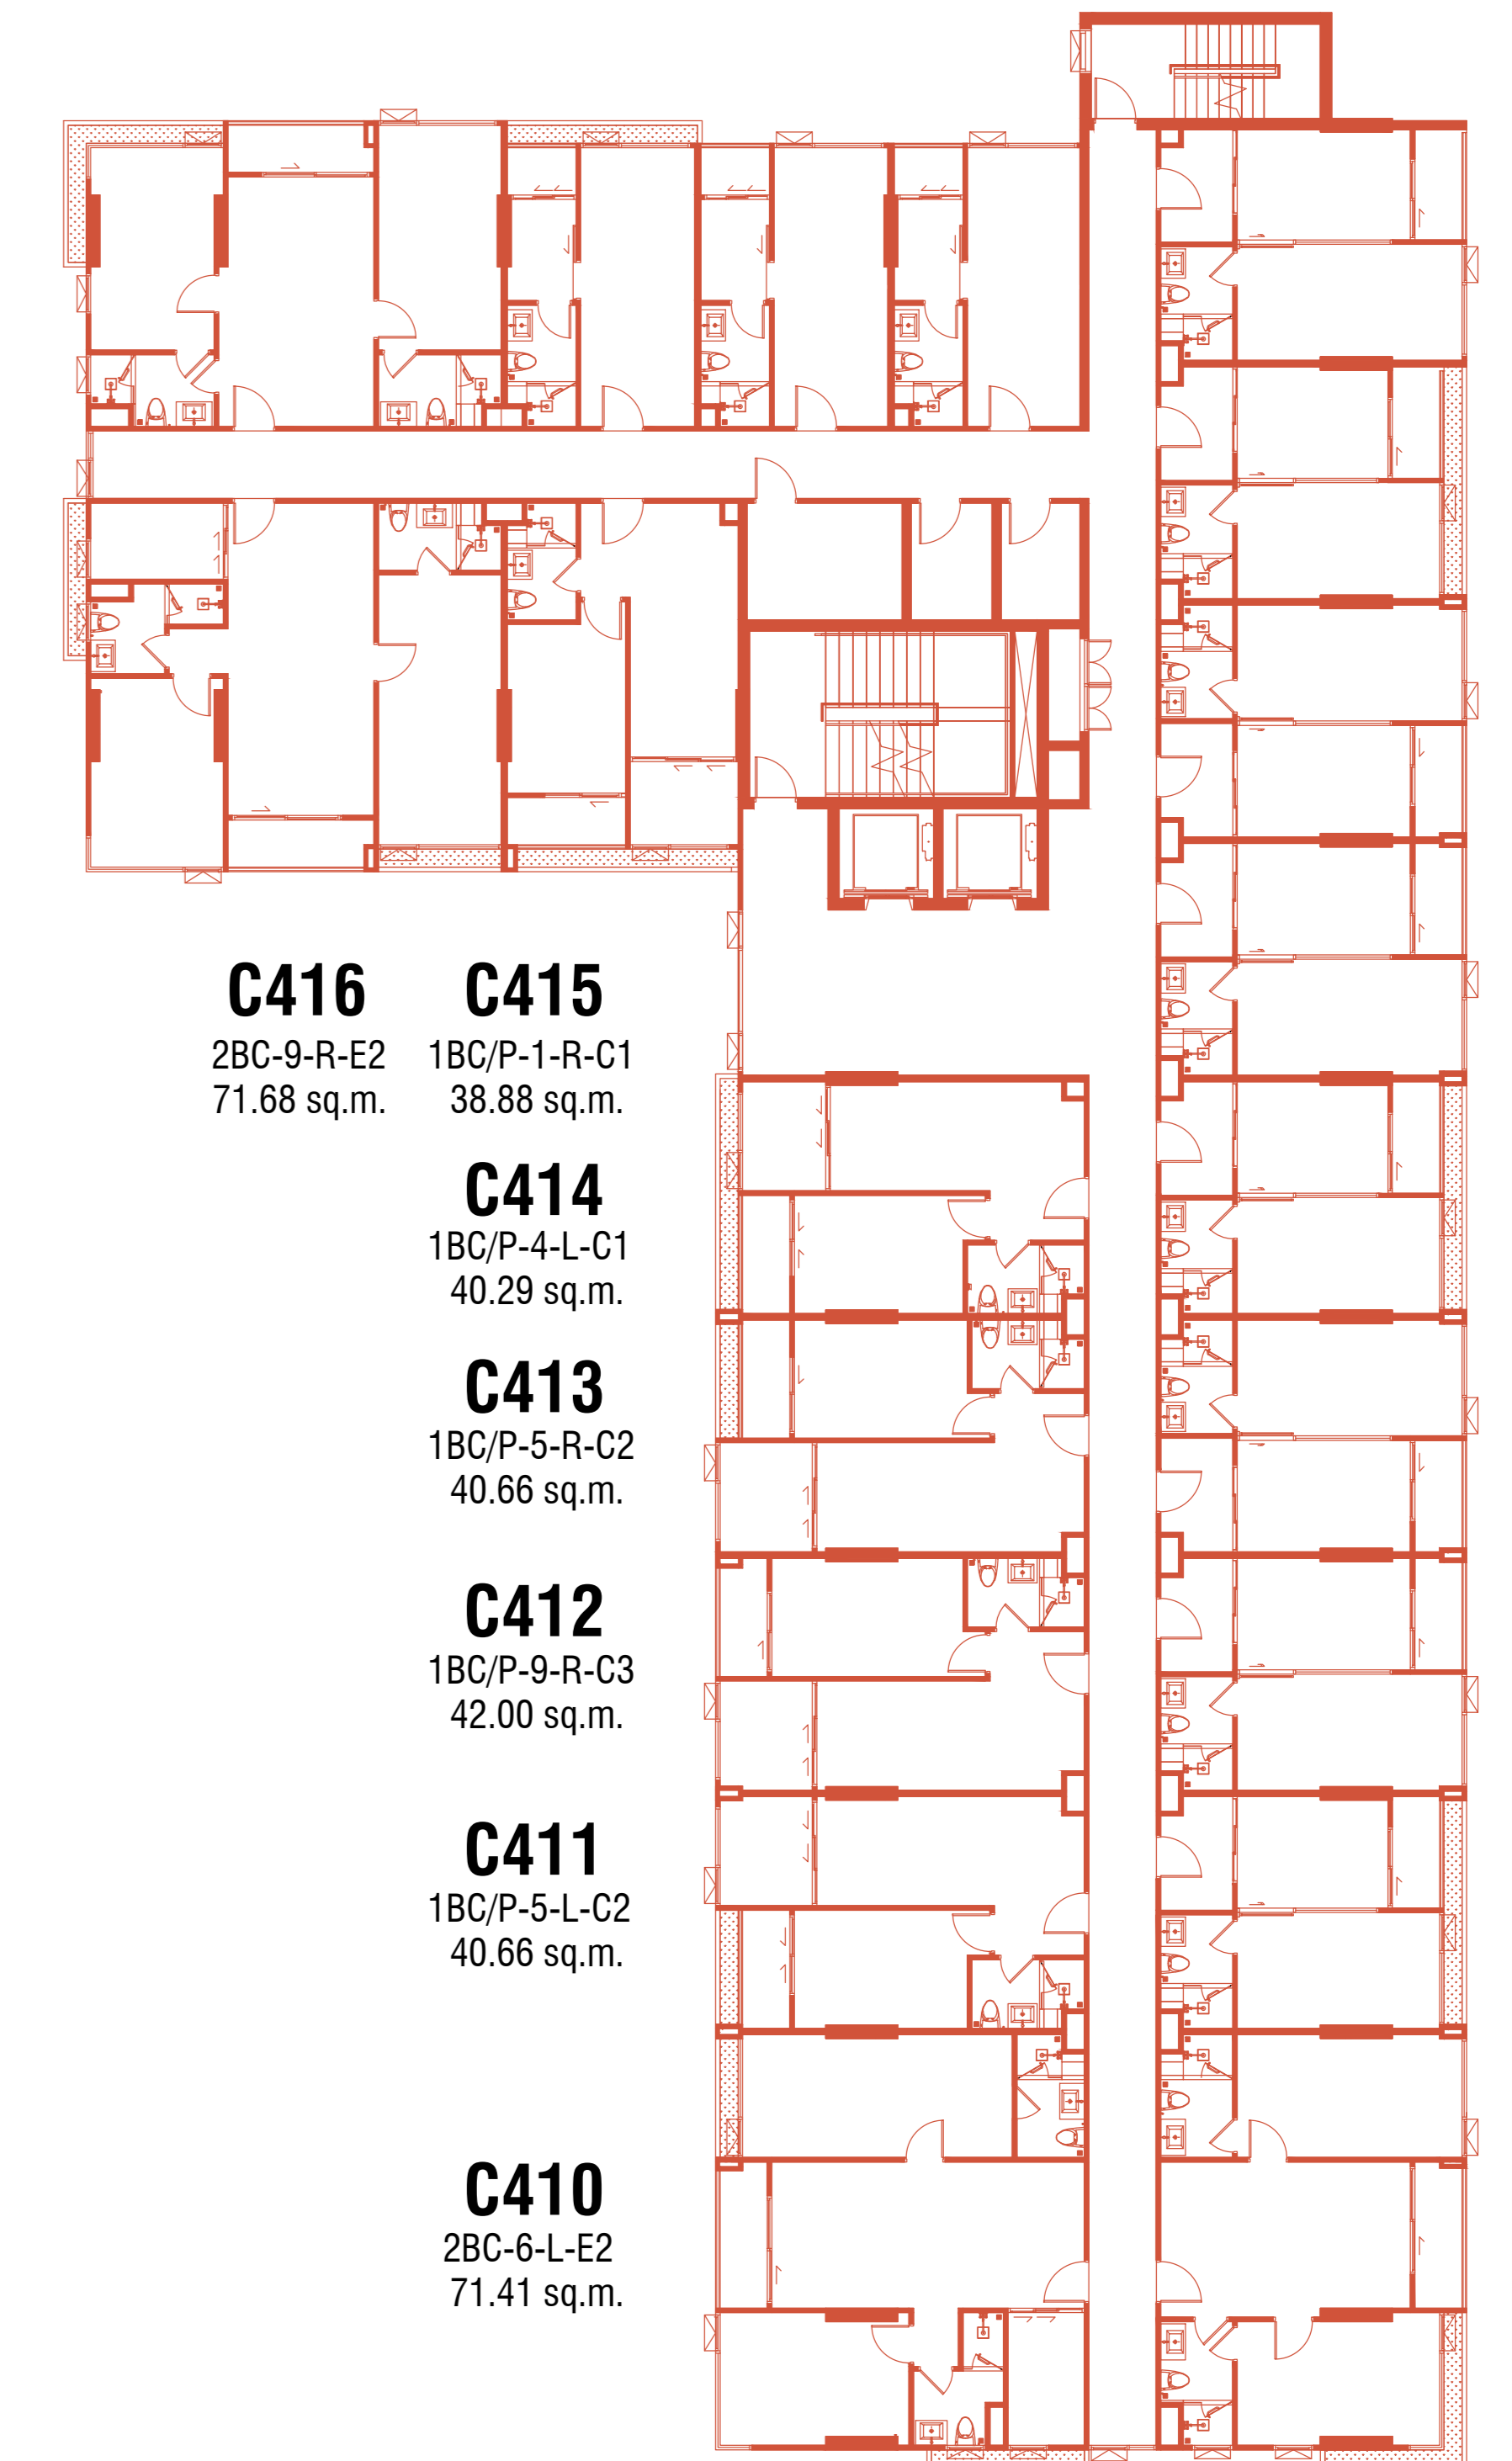 C416
2BC-9-R-E2
71.68 sq.m.
C415
1BC/P-1-R-C1
38.88 sq.m.
C414
1BC/P-4-L-C1
40.29 sq.m.
C413
1BC/P-5-R-C2
40.66 sq.m.
C412
1BC/P-9-R-C3
42.00 sq.m.
C411
1BC/P-5-L-C2
40.66 sq.m.
C410
2BC-6-L-E2
71.41 sq.m.